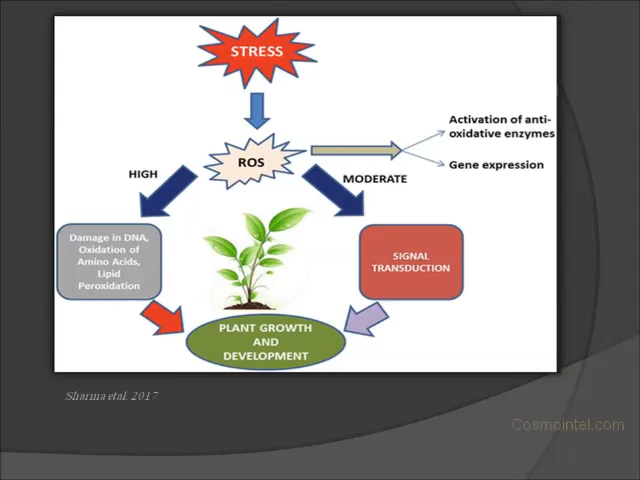 STRESS
Activation of anti-
oxidative enzymes
ROS
Gene expression
HIGH
MODERATE
Damage in DNA,
Oxidation of
Amino Acids,
Lipid
Peroxidation
SIGNAL
TRANSDUCTION
PLANT GROWTH
AND
DEVELOPMENT
Sharma etal. 2017
Cosmointel.com